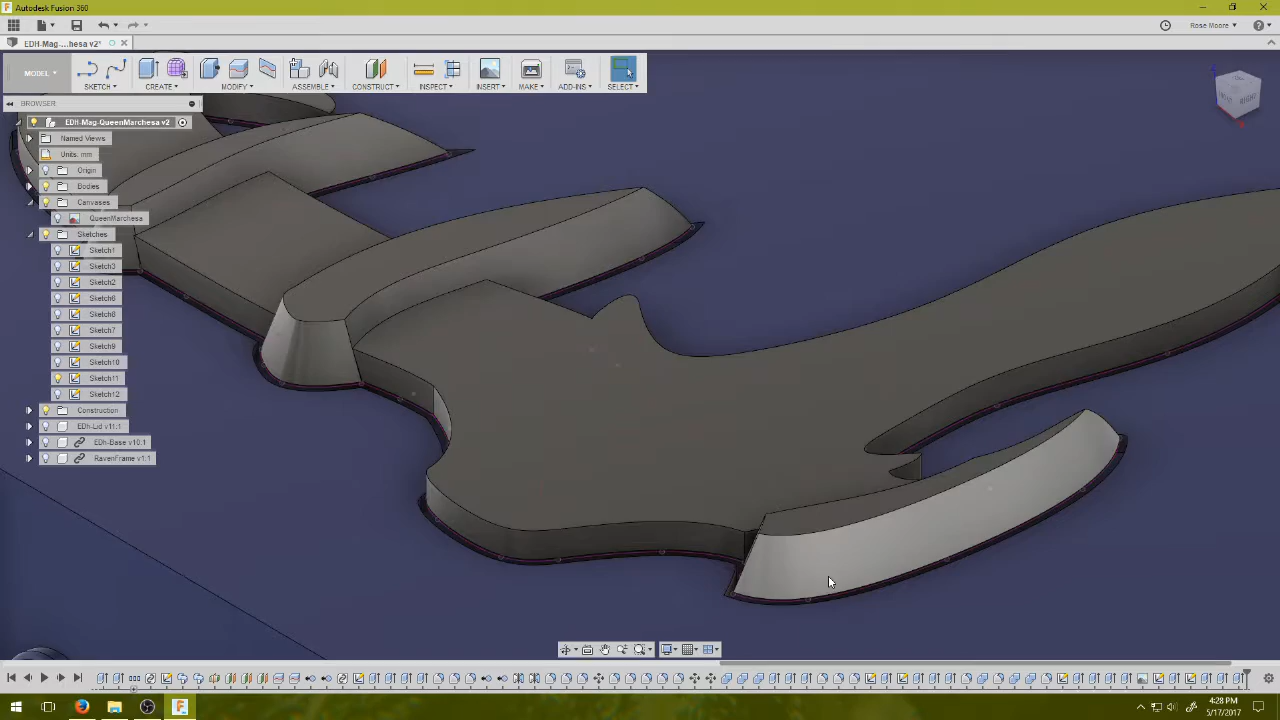 Autodesk Fusion 360
Rose Moore
EDH-Mag-...hesa v2*
MODEL
SKETCH
CREATE
MODIFY
ASSEMBLE
CONSTRUCT
INSPECT
INSERT
MAKE
ADD-INS
SELECT
BROWSER
EDH-Mag-QueenMarchesa v2
Named Views
Units: mm
Origin
Bodies
Canvases
QueenMarchesa
Sketches
Sketch1
Sketch3
Sketch2
Sketch6
Sketch8
Sketch7
Sketch9
Sketch10
Sketch11
Sketch12
Construction
EDh-Lid v11:1
EDh-Base v10:1
RavenFrame v1:1
RIGHT
4:28 PM
5/17/2017